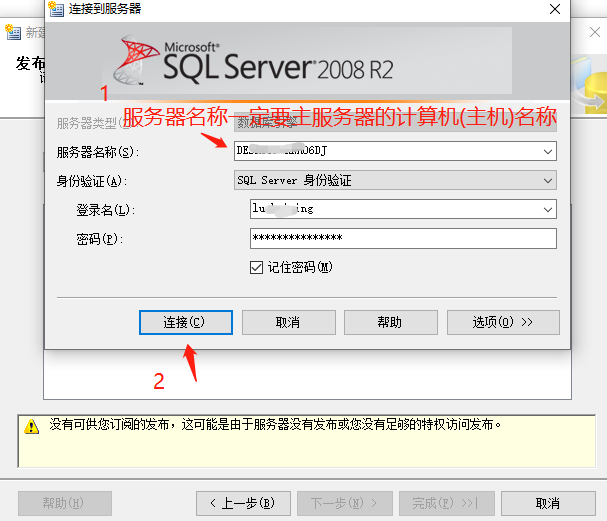 连接到服务器
新建
发布
Microsoft®
SQL Server® 2008 R2
1
服务器名称一定要主服务器的计算机(主机)名称
服务器类型(T):
数据库引擎
服务器名称(S):
身份验证(A):
SQL Server 身份验证
登录名(L):
密码(P):
***************
记住密码(M)
连接(C)
取消
帮助
选项(O) >>
2
没有可供您订阅的发布，这可能是由于服务器没有发布或您没有足够的特权访问发布。
帮助(H)
< 上一步(B)
下一步(N) >
完成(F) >>|
取消